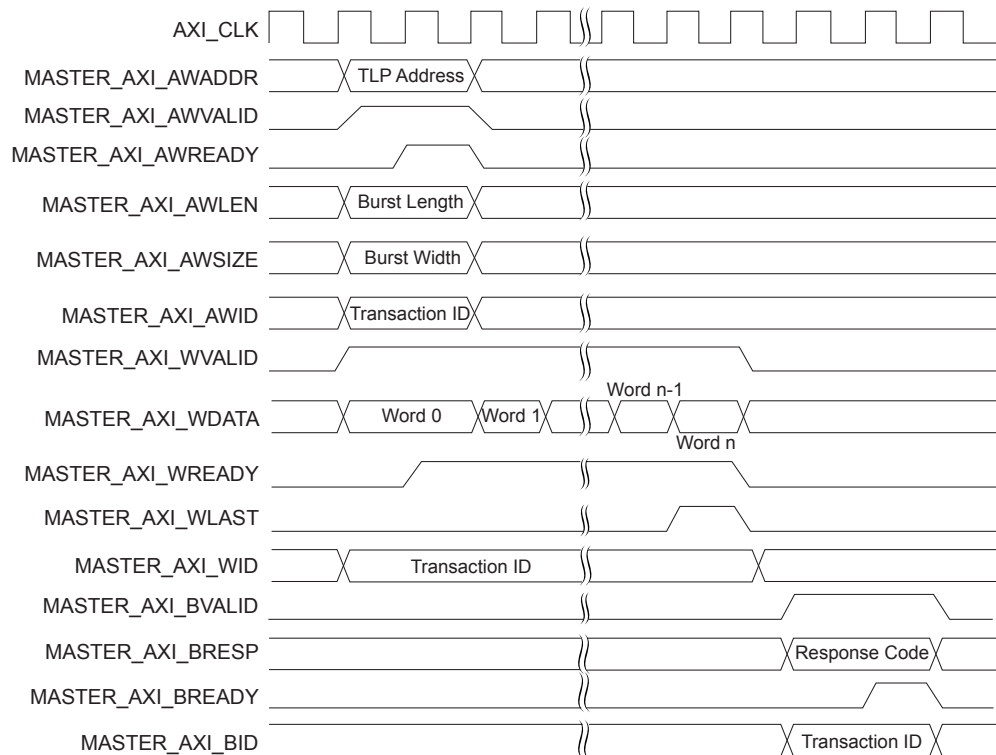 AXI_CLK
MASTER_AXI_AWADDR TLP Address
MASTER_AXI_AWVALID
MASTER_AXI_AWREADY
MASTER_AXI_AWLEN Burst Length
MASTER_AXI_AWSIZE Burst Width
MASTER_AXI_AWID Transaction ID
MASTER_AXI_WVALID
Word n-1
MASTER_AXI_WDATA Word 0 Word 1
Word n
MASTER_AXI_WREADY
MASTER_AXI_WLAST
MASTER_AXI_WID Transaction ID
MASTER_AXI_BVALID
MASTER_AXI_BRESP Response Code
MASTER_AXI_BREADY
MASTER_AXI_BID Transaction ID